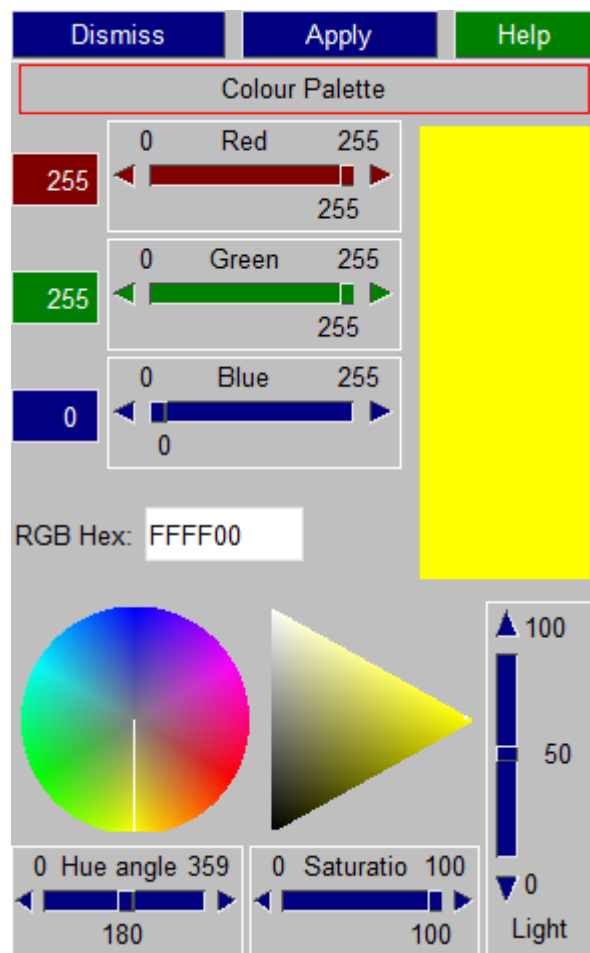 Dismiss Apply Help
Colour Palette
0 Red 255
255
255
0 Green 255
255
255
0 Blue 255
0
0
RGB Hex: FFFF00
100
50
0
Light
0 Hue angle 359
180
0 Saturatio 100
100